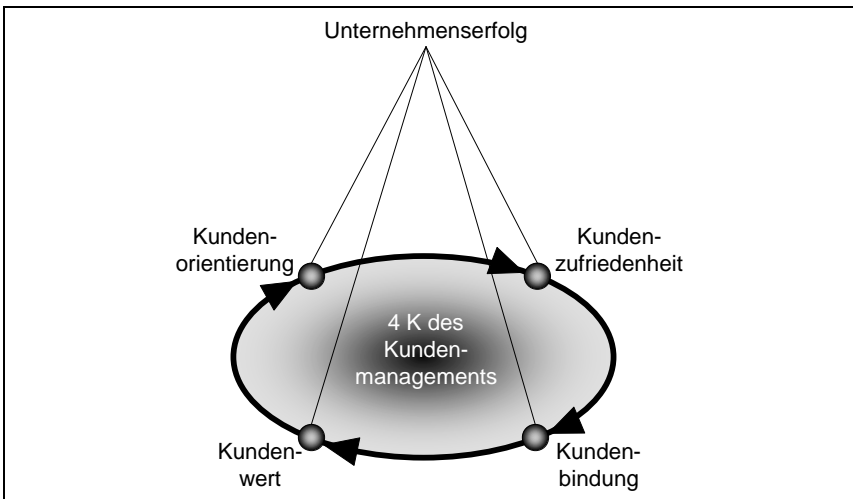 Unternehmenserfolg
Kunden-
orientierung
Kunden-
zufriedenheit
4 K des
Kunden-
managements
Kunden-
wert
Kunden-
bindung